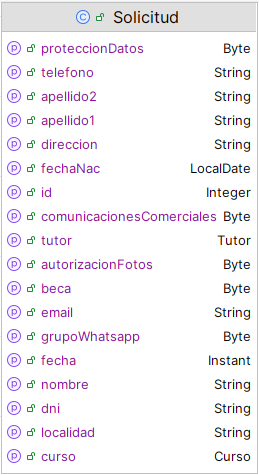 Solicitud
proteccionDatos Byte
telefono String
apellido2 String
apellido1 String
direccion String
fechaNac LocalDate
id Integer
comunicacionesComerciales Byte
tutor Tutor
autorizacionFotos Byte
beca Byte
email String
grupoWhatsapp Byte
fecha Instant
nombre String
dni String
localidad String
curso Curso